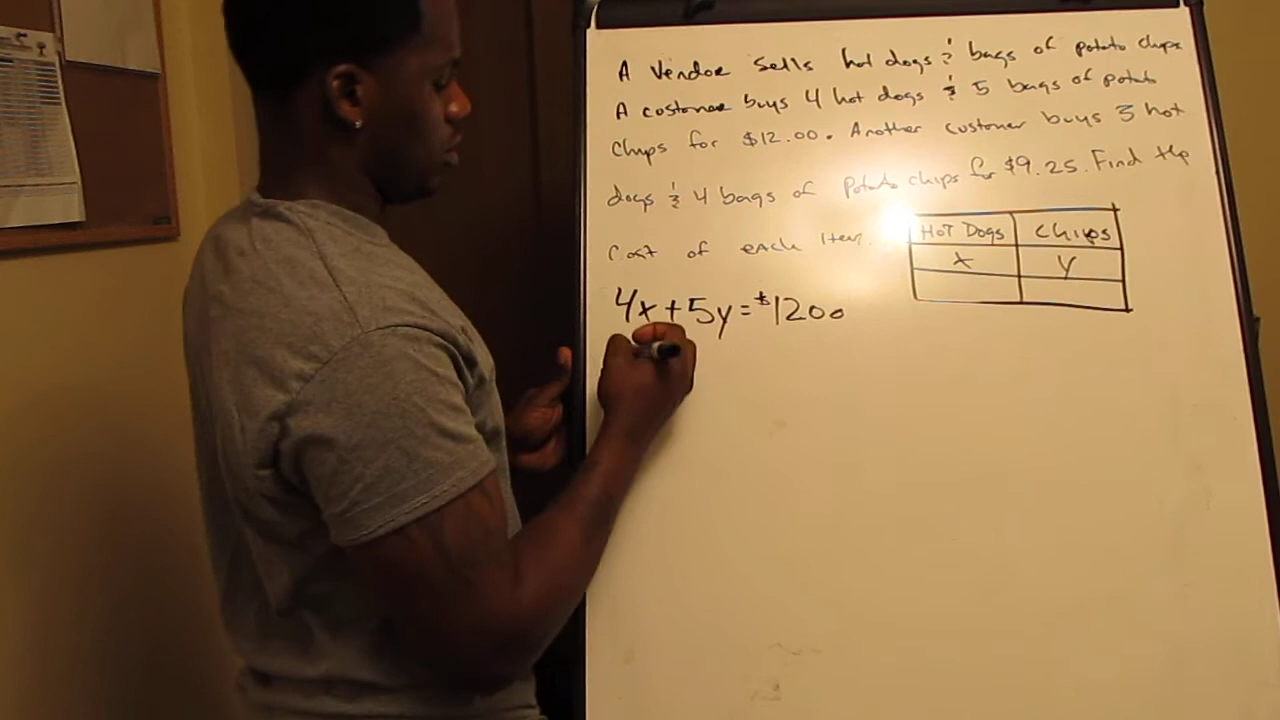 A vendor sells hot dogs & bags of potato chips
A costomer buys 4 hot dogs & 5 bags of potato
chips for $12.00. Another customer buys 3 hot
dogs & 4 bags of potato chips for $9.25. Find the
cost of each item.
HoT Dogs Chips
x y
4x+5y=$1200